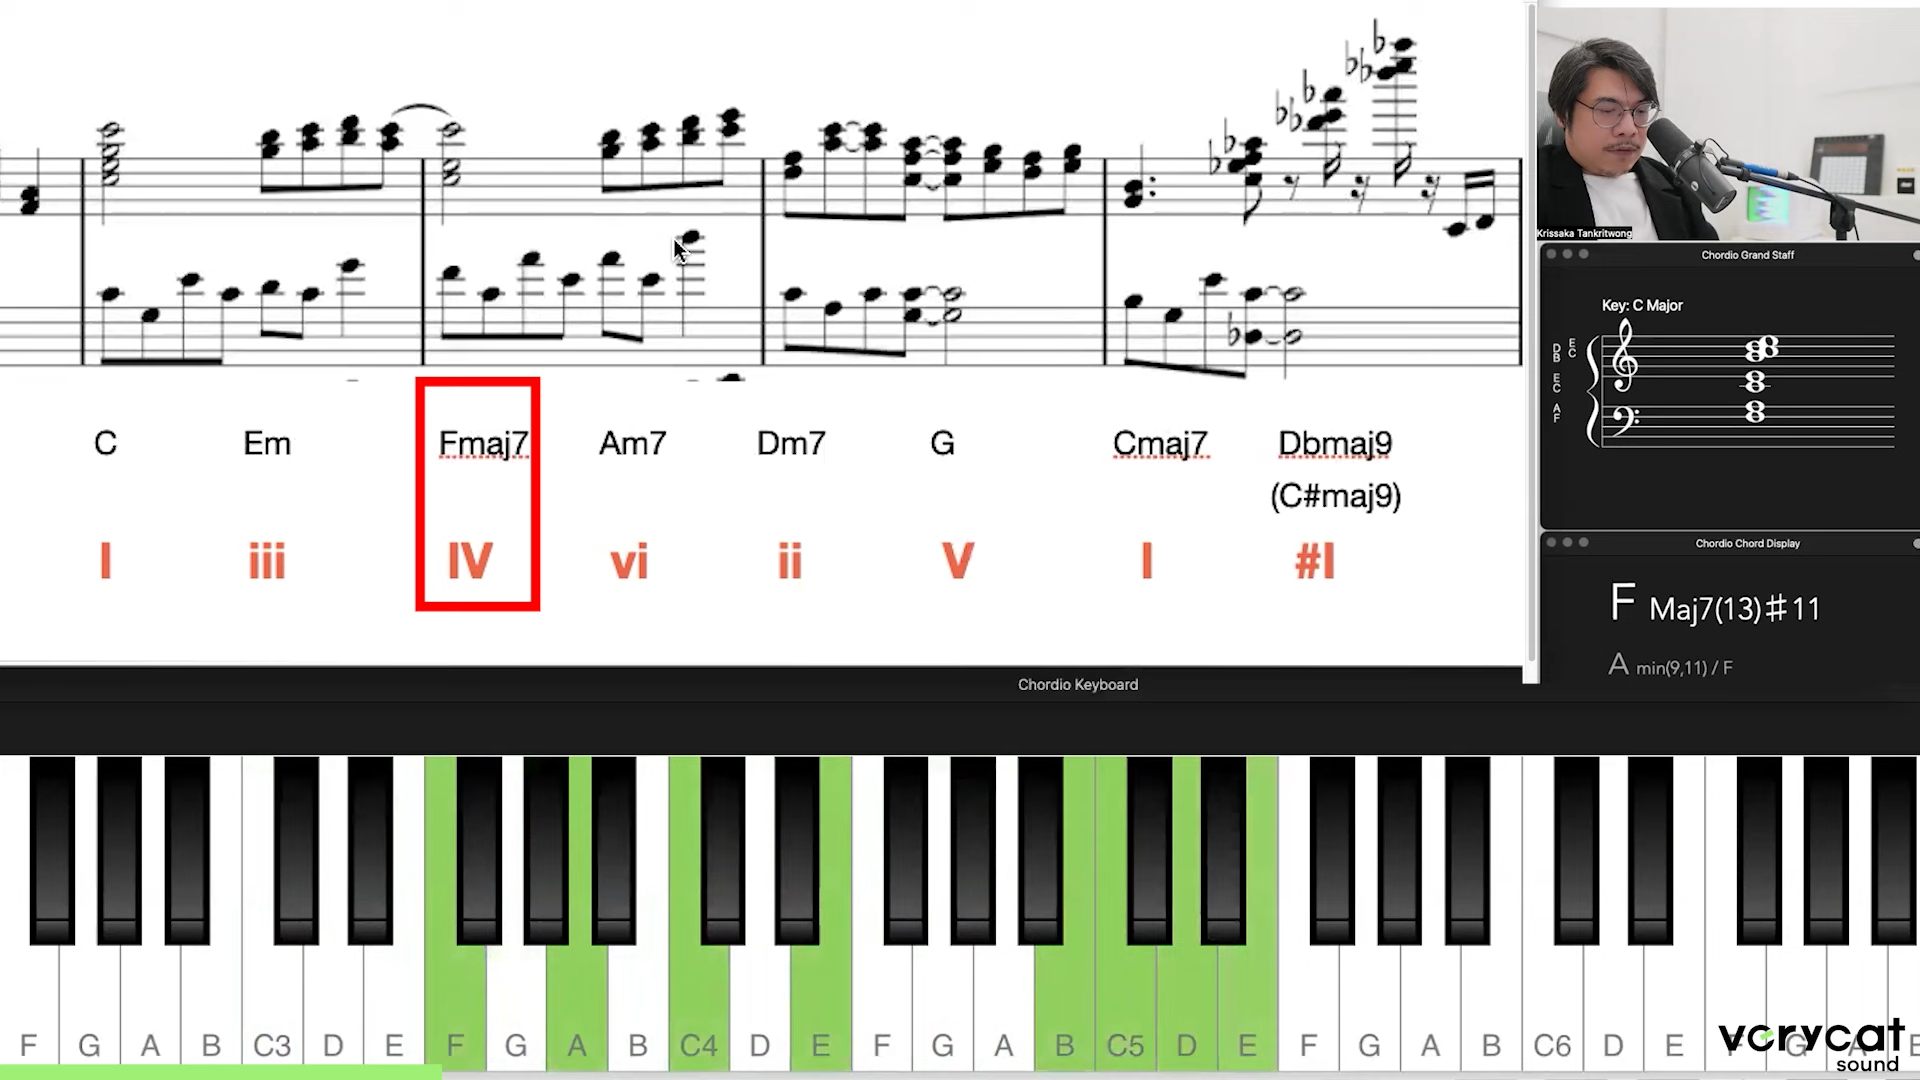 Krissaka Tankritwong
Chordio Grand Staff
Key: C Major
D
B
E
C
E
C
A
F
C Em Fmaj7 Am7 Dm7 G Cmaj7 Dbmaj9
(C#maj9)
I iii IV vi ii V I #I
Chordio Chord Display
F Maj7(13)♯11
A min(9,11) / F
Chordio Keyboard
F G A B C3 D E F G A B C4 D E F G A B C5 D E F G A B C6 D E F G A E
vorycat
sound